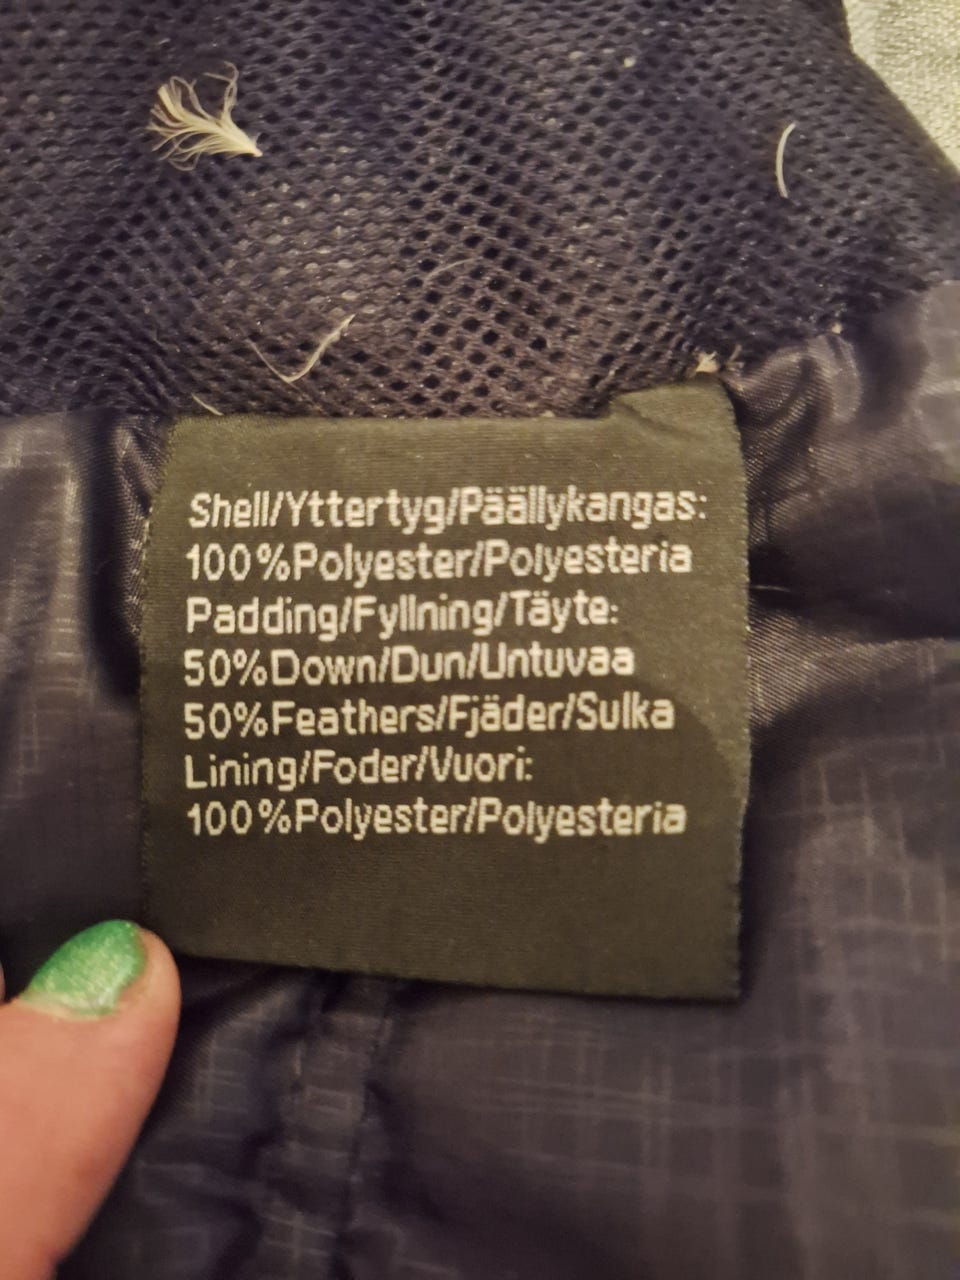 Shell/Yttertyg/Päällykangas:
100%Polyester/Polyesteria
Padding/Fyllning/Täyte:
50%Down/Dun/Untuvaa
50%Feathers/Fjäder/Sulka
Lining/Foder/Vuori:
100%Polyester/Polyesteria